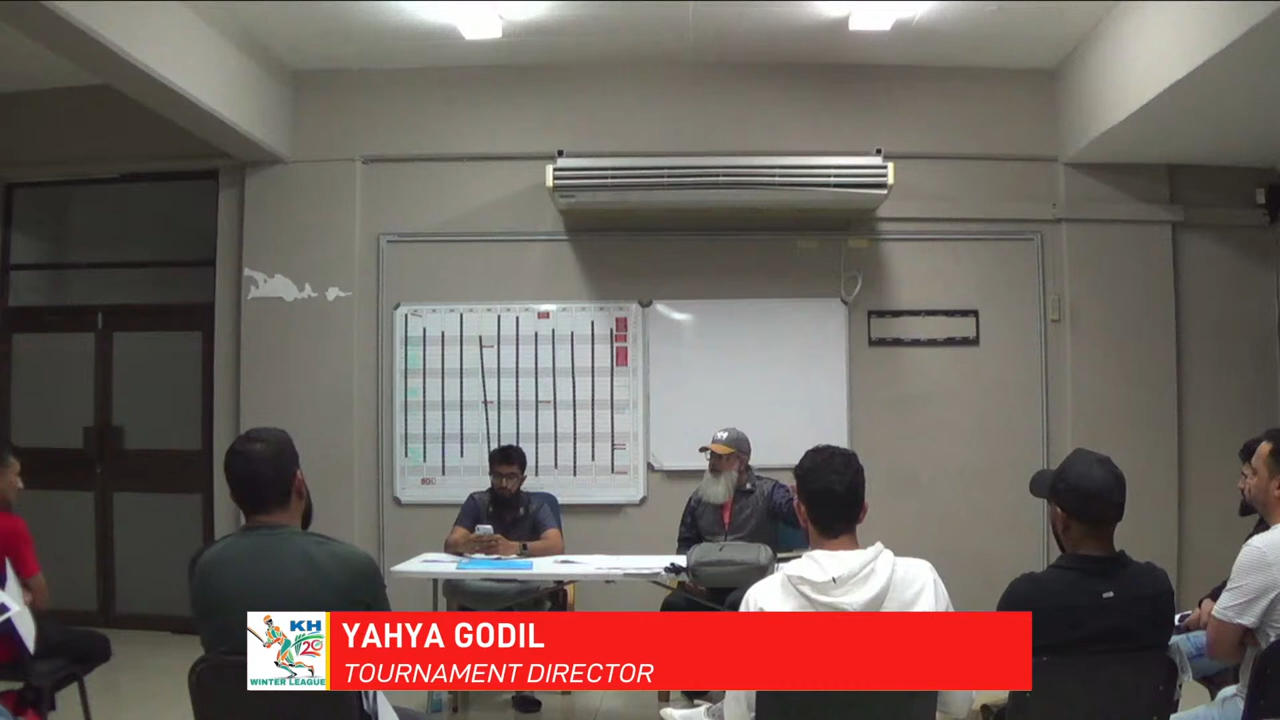 KH
20
WINTER LEAGUE
YAHYA GODIL
TOURNAMENT DIRECTOR